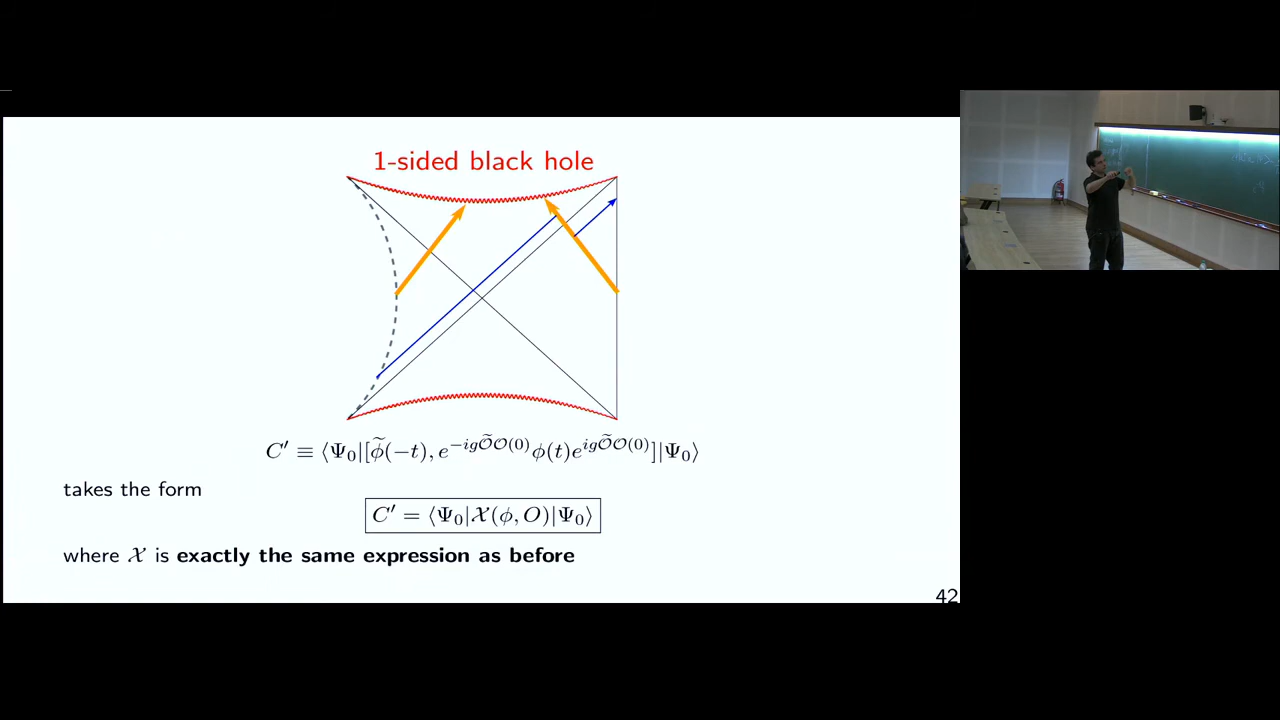 1-sided black hole
C′ ≡ ⟨Ψ₀|[φ̃(−t), e^{−igÕO(0)}φ(t)e^{igÕO(0)}]|Ψ₀⟩
takes the form
C′ = ⟨Ψ₀|𝒳(φ, O)|Ψ₀⟩
where 𝒳 is exactly the same expression as before
42